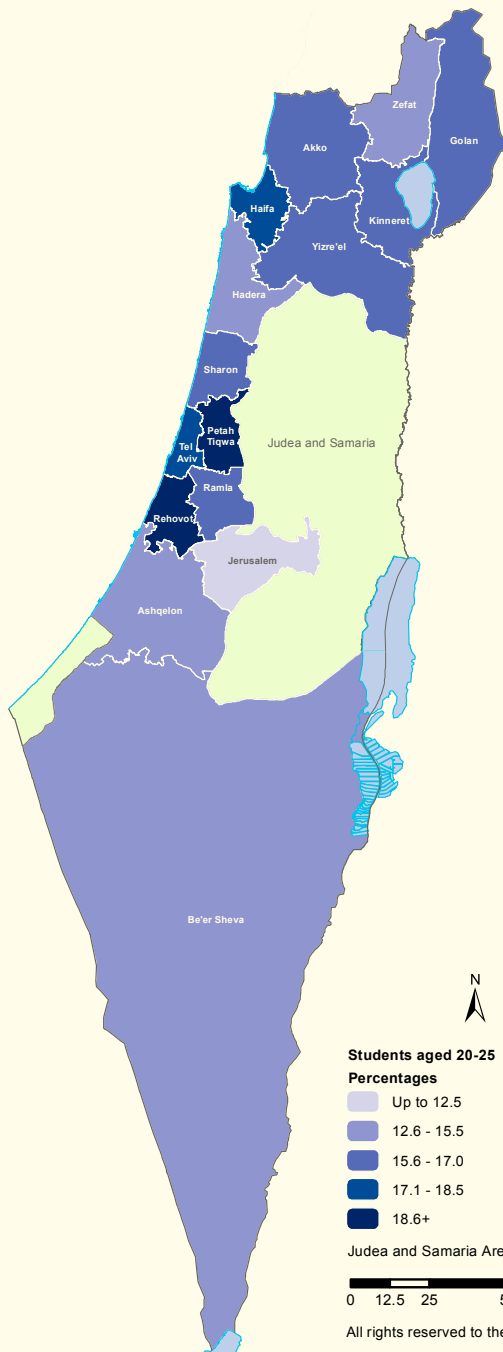 Zefat
Golan
Akko
Haifa
Kinneret
Yizre'el
Hadera
Sharon
Petah
Tiqwa
Judea and Samaria
Tel
Aviv
Ramla
Rehovot
Jerusalem
Ashqelon
Be'er Sheva
N
Students aged 20-25
Percentages
Up to 12.5
12.6 - 15.5
15.6 - 17.0
17.1 - 18.5
18.6+
Judea and Samaria Are
0 12.5 25 5
All rights reserved to the